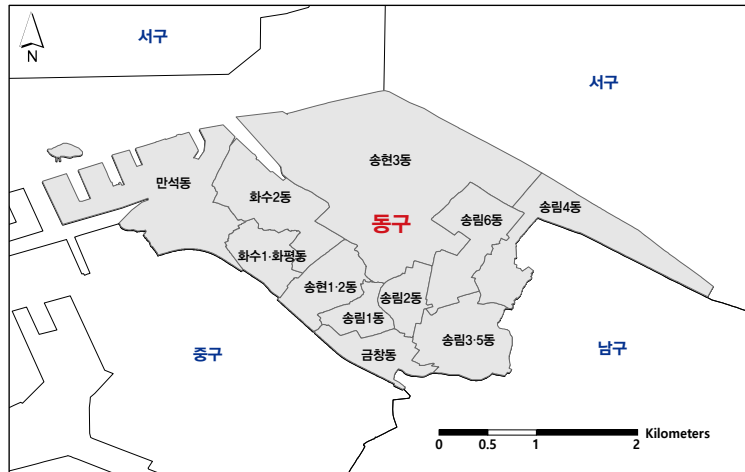 서구
서구
N
송현3동
만석동
화수2동
송림6동
송림4동
동구
화수1·화평동
송현1·2동
송림2동
송림1동
송림3·5동
금창동
중구
남구
Kilometers
0 0.5 1 2